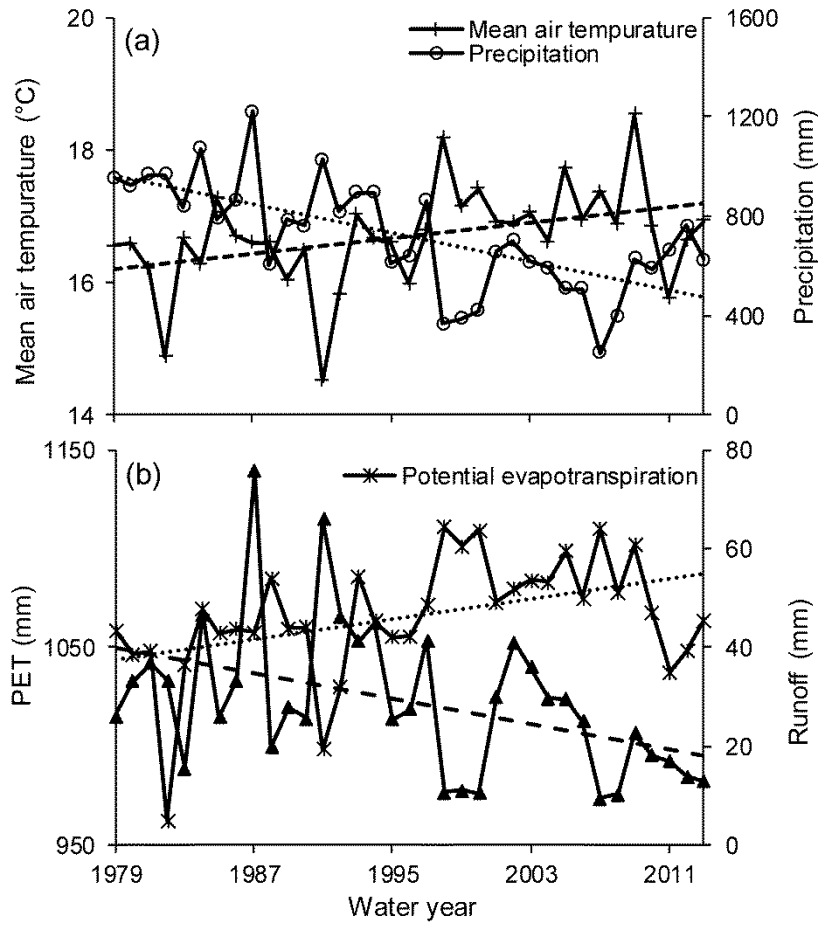 (a)
Mean air tempurature
Precipitation
20
18
16
14
Mean air tempurature (°C)
1600
1200
800
400
0
Precipitation (mm)
(b)
Potential evapotranspiration
1150
1050
950
PET (mm)
80
60
40
20
0
Runoff (mm)
1979 1987 1995 2003 2011
Water year